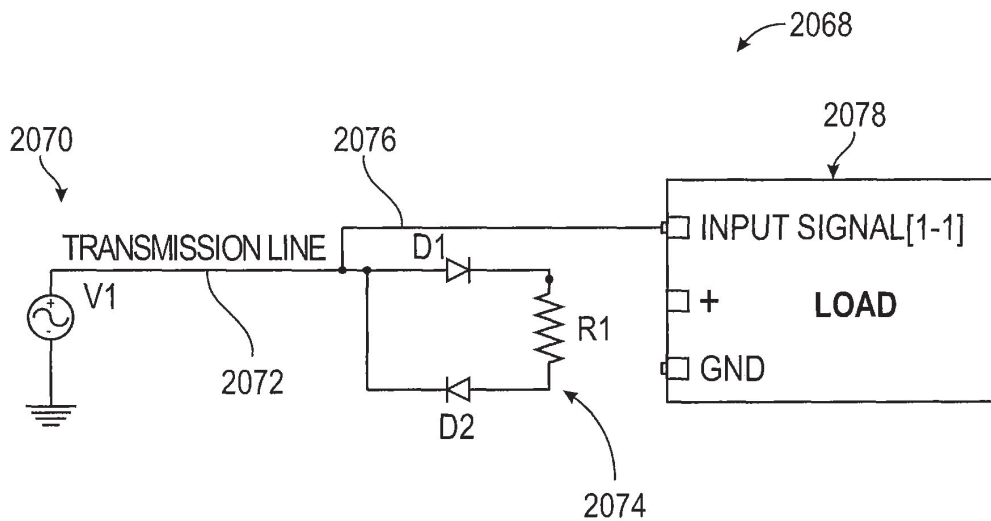 2068
2070
2076
2078
TRANSMISSION LINE
D1
INPUT SIGNAL[1-1]
+
V1
+
-
LOAD
R1
2072
GND
D2
2074